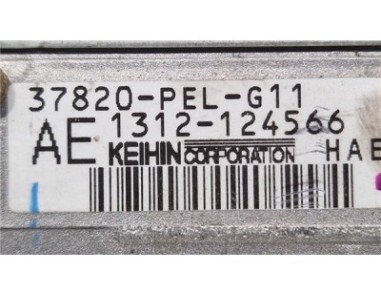 37820-PEL-G11
AE 1312-124566
KEIHIN CORPORATION HAE